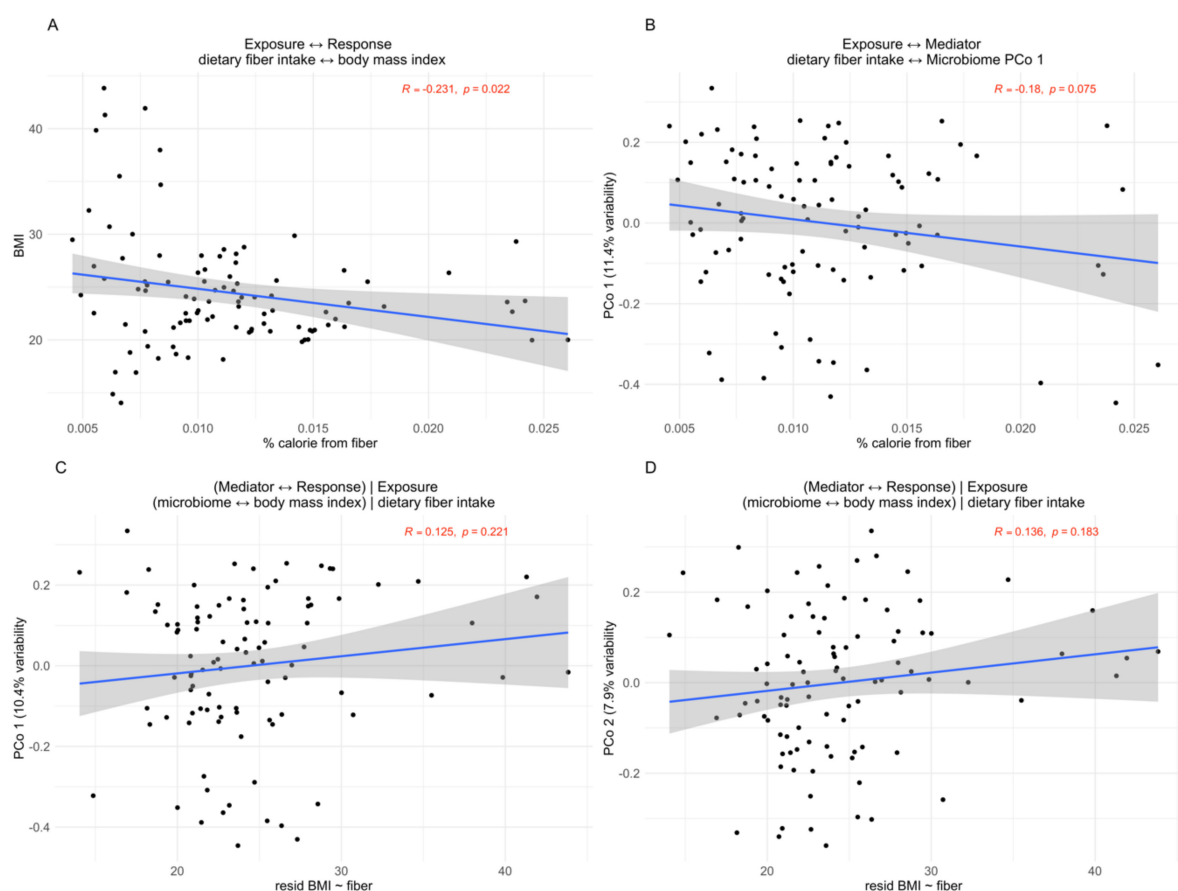 A
Exposure ↔ Response
dietary fiber intake ↔ body mass index
R = -0.231, p = 0.022
BMI
40
30
20
0.005 0.010 0.015 0.020 0.025
% calorie from fiber
B
Exposure ↔ Mediator
dietary fiber intake ↔ Microbiome PCo 1
R = -0.18, p = 0.075
PCo 1 (11.4% variability)
0.2
0.0
-0.2
-0.4
0.005 0.010 0.015 0.020 0.025
% calorie from fiber
C
(Mediator ↔ Response) | Exposure
(microbiome ↔ body mass index) | dietary fiber intake
R = 0.125, p = 0.221
PCo 1 (10.4% variability)
0.2
0.0
-0.2
-0.4
20 30 40
resid BMI ~ fiber
D
(Mediator ↔ Response) | Exposure
(microbiome ↔ body mass index) | dietary fiber intake
R = 0.136, p = 0.183
PCo 2 (7.9% variability)
0.2
0.0
-0.2
20 30 40
resid BMI ~ fiber